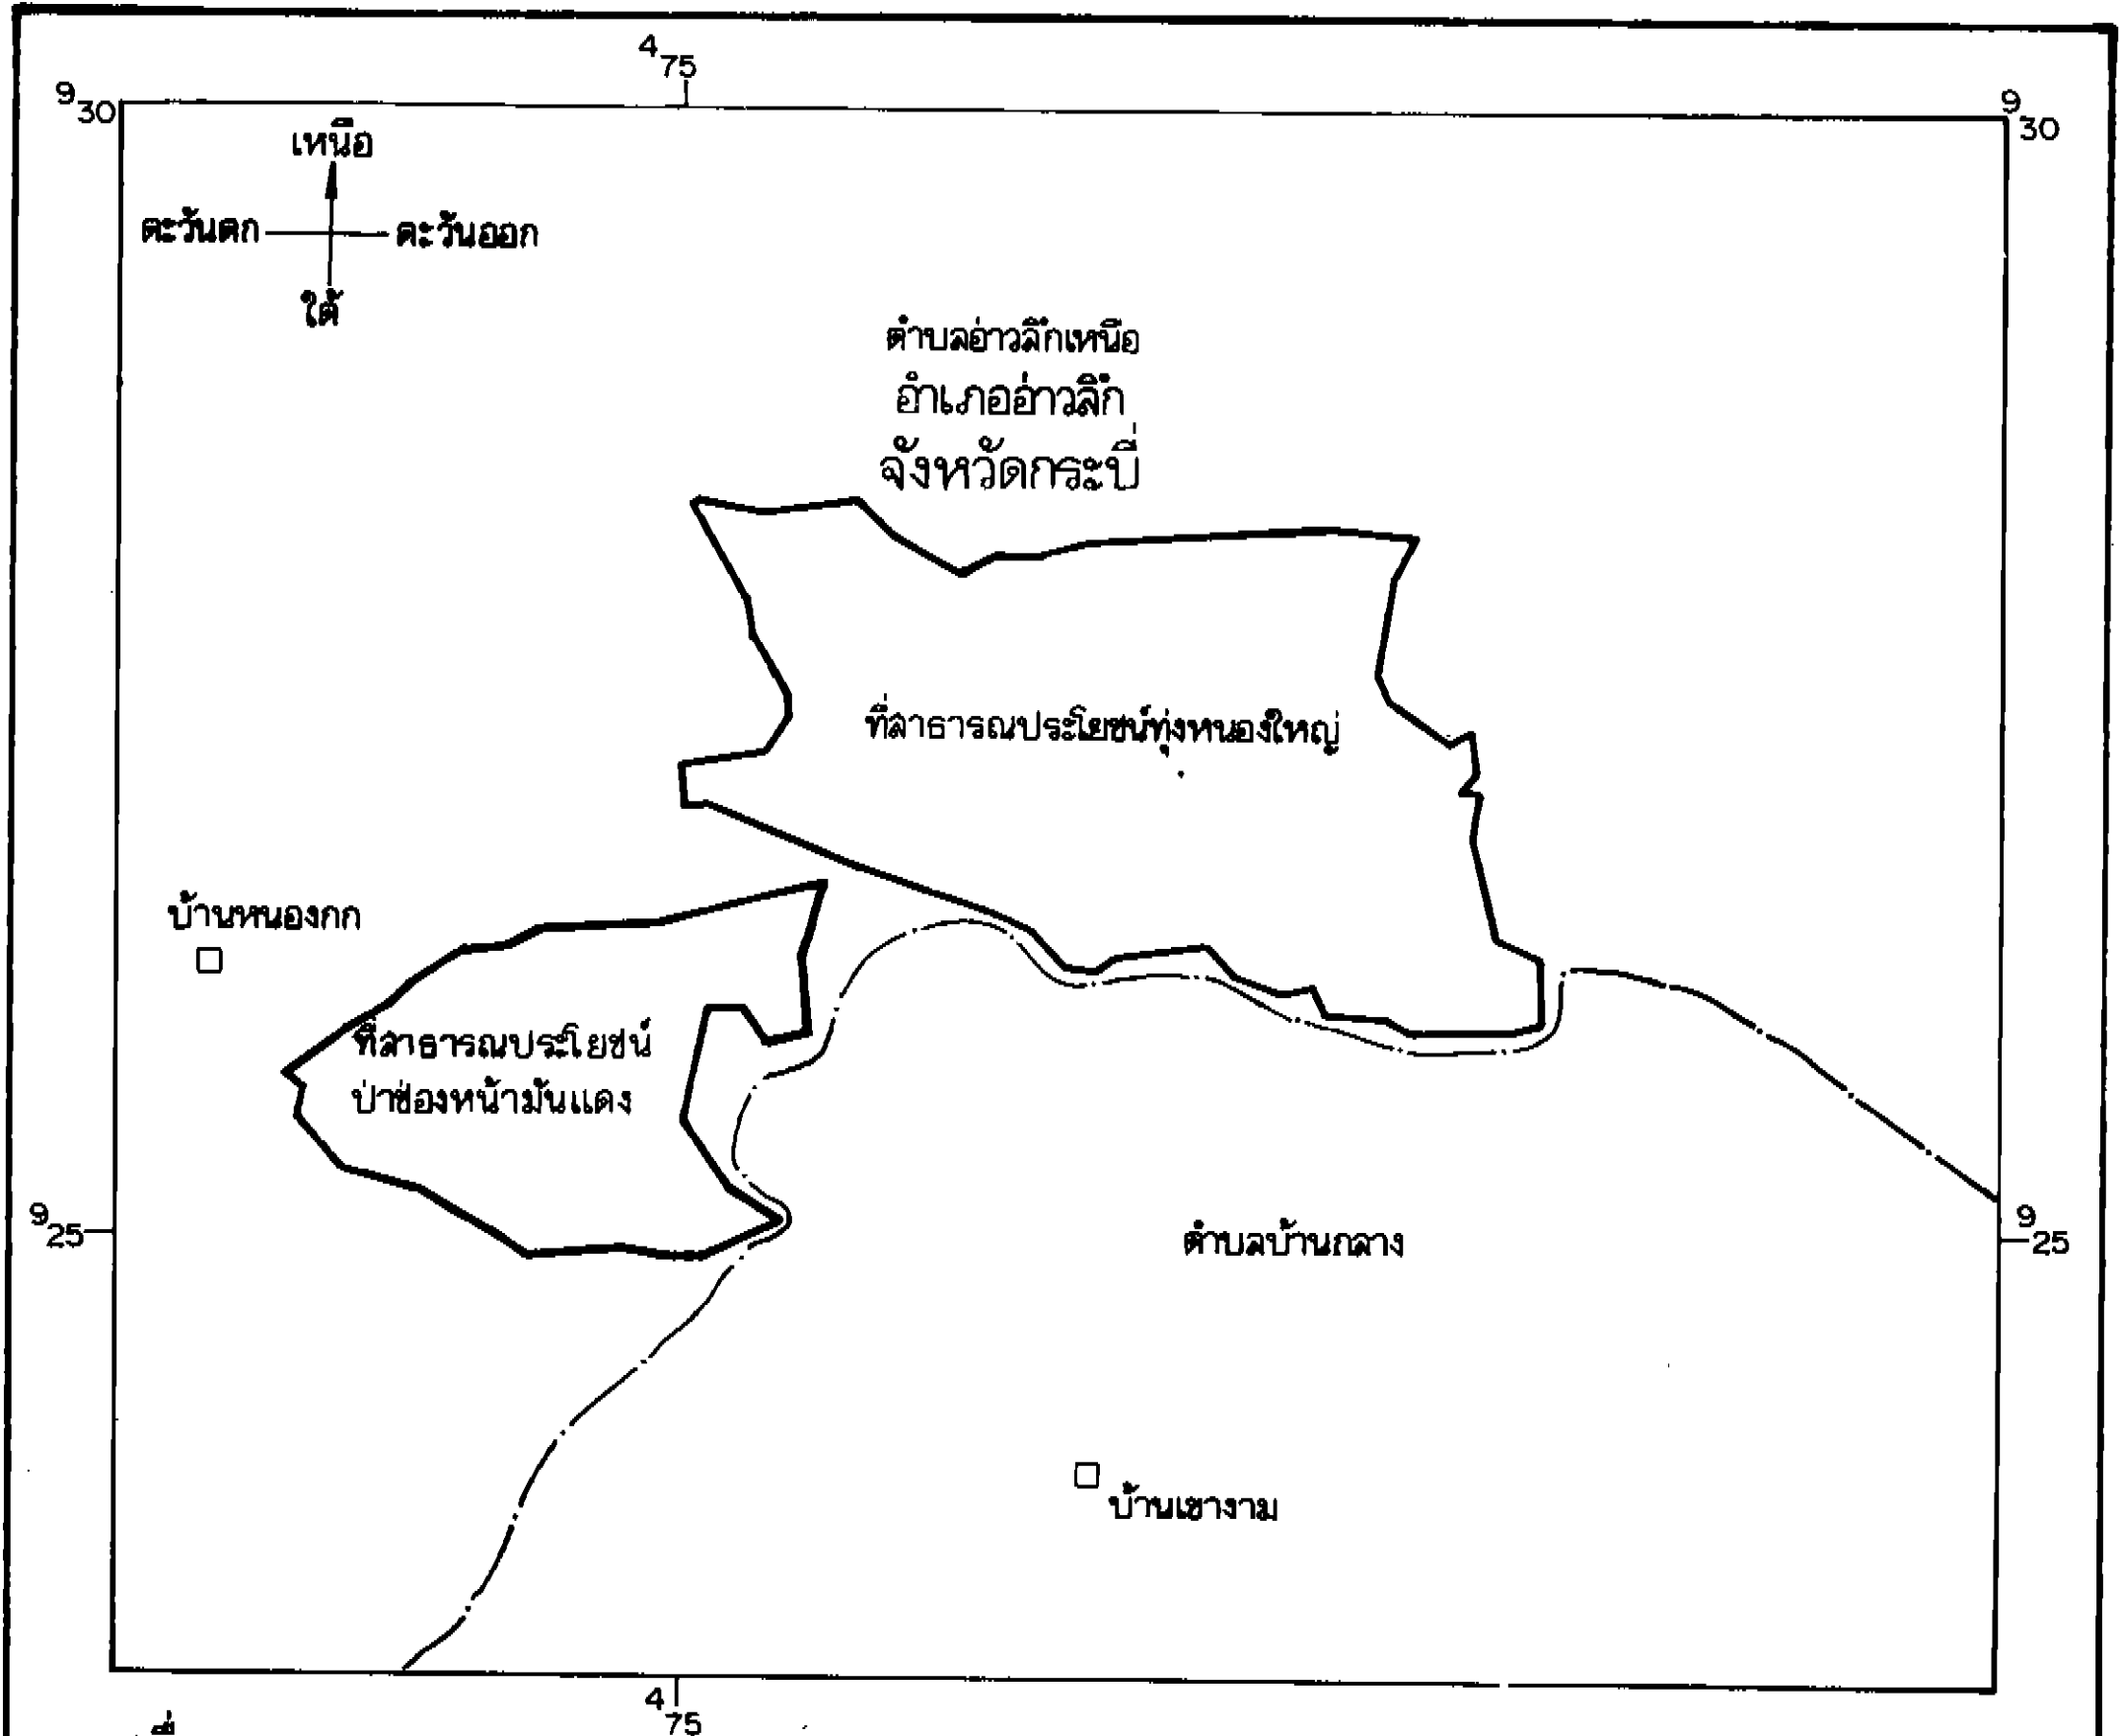 4 75
9 30
9 30
เหนือ
ตะวันตก
ตะวันออก
ใต้
ตำบลอ่าวลึกเหนือ
อำเภออ่าวลึก
จังหวัดกระบี่
ที่สาธารณประโยชน์ทุ่งหนองใหญ่
บ้านหนองกก
ที่สาธารณประโยชน์
ป่าช่องหน้ามันแดง
9 25
9 25
ตำบลบ้านกลาง
บ้านเขางาม
4 75